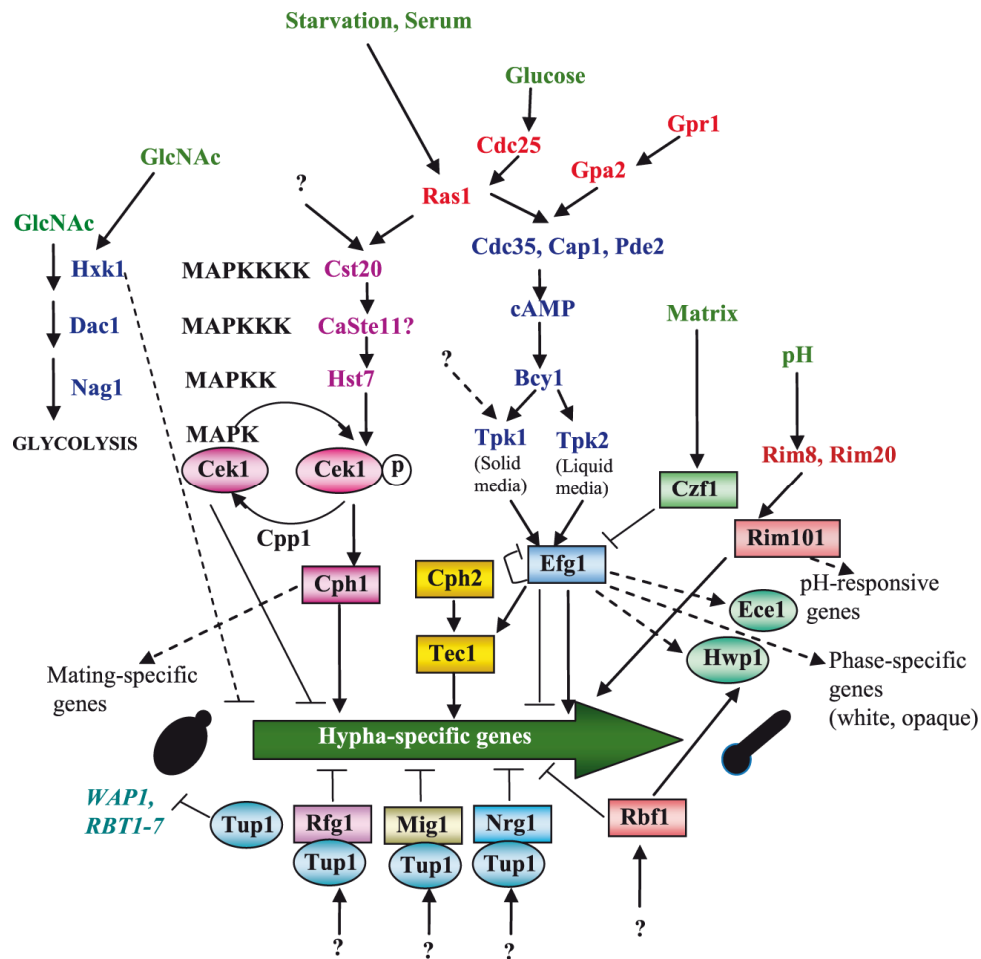 Starvation, Serum
Glucose
Gpr1
Cdc25
GlcNAc
Gpa2
?
Ras1
GlcNAc
Cdc35, Cap1, Pde2
Hxk1
MAPKKKK Cst20
cAMP
Matrix
Dac1
MAPKKK CaSte11?
?
pH
Nag1
MAPKK Hst7
Bcy1
GLYCOLYSIS
MAPK
Tpk1
(Solid
media)
Tpk2
(Liquid
media)
Rim8, Rim20
Cek1
Cek1
P
Czf1
Cpp1
Rim101
Cph1
Cph2
Efg1
pH-responsive
genes
Ece1
Tec1
Hwp1
Mating-specific
genes
Phase-specific
genes
(white, opaque)
Hypha-specific genes
WAP1,
RBT1-7
Tup1
Rfg1
Mig1
Nrg1
Rbf1
Tup1
Tup1
Tup1
?
?
?
?